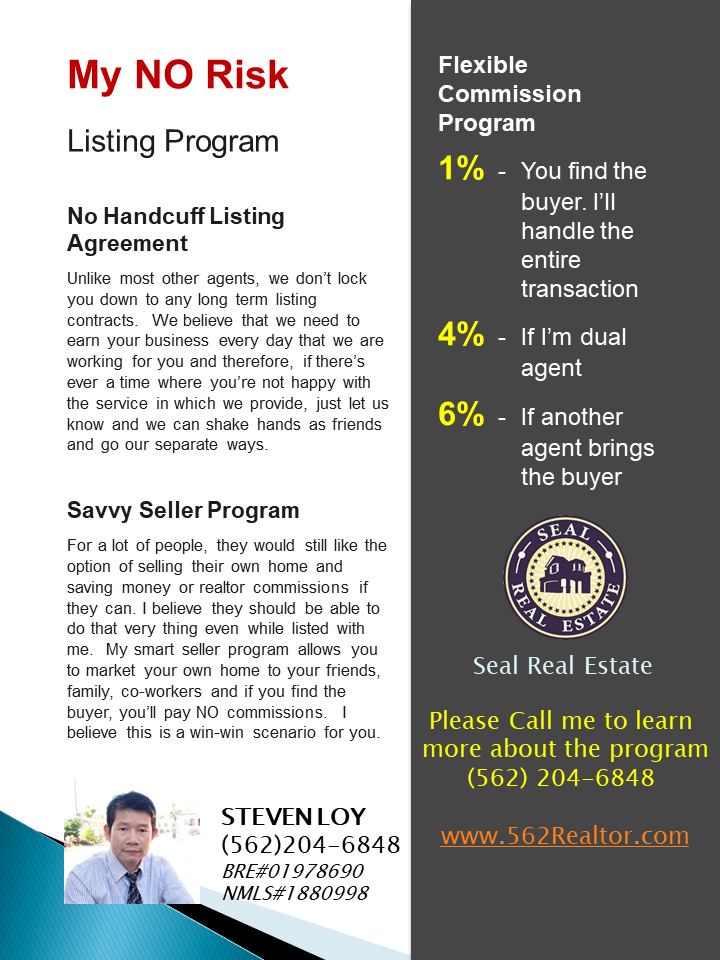 My NO Risk
Listing Program
No Handcuff Listing
Agreement
Unlike most other agents, we don’t lock
you down to any long term listing
contracts. We believe that we need to
earn your business every day that we are
working for you and therefore, if there’s
ever a time where you’re not happy with
the service in which we provide, just let us
know and we can shake hands as friends
and go our separate ways.
Savvy Seller Program
For a lot of people, they would still like the
option of selling their own home and
saving money or realtor commissions if
they can. I believe they should be able to
do that very thing even while listed with
me. My smart seller program allows you
to market your own home to your friends,
family, co-workers and if you find the
buyer, you’ll pay NO commissions. I
believe this is a win-win scenario for you.
STEVEN LOY
(562)204-6848
BRE#01978690
NMLS#1880998
Flexible
Commission
Program
1% - You find the
buyer. I’ll
handle the
entire
transaction
4% - If I’m dual
agent
6% - If another
agent brings
the buyer
SEAL
REAL ESTATE
Seal Real Estate
Please Call me to learn
more about the program
(562) 204-6848
www.562Realtor.com